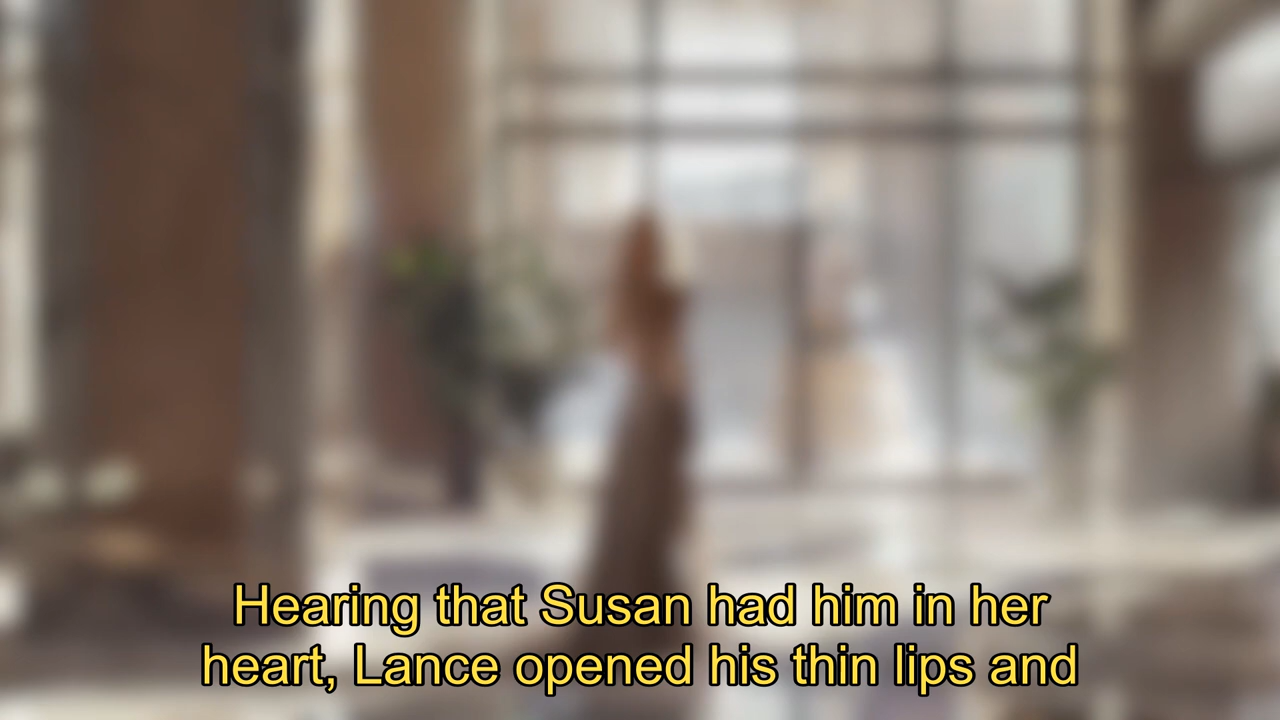 Hearing that Susan had him in her
heart, Lance opened his thin lips and